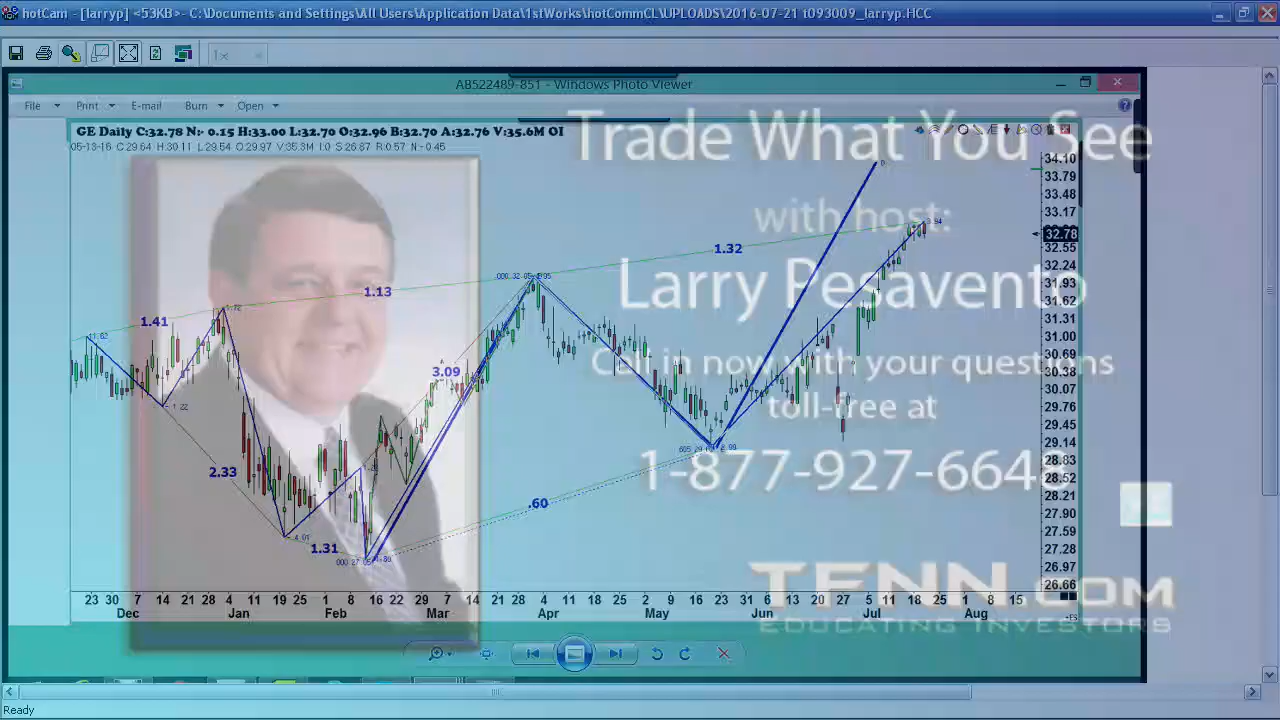 hotCam - [larryp] <53KB> - C:\Documents and Settings\All Users\Application Data\1stWorks\hotCommCL\UPLOADS\2016-07-21 t093009_larryp.HCC
1x
AB522489-851 - Windows Photo Viewer
File Print E-mail Burn Open
GE Daily C:32.78 N:- 0.15 H:33.00 L:32.70 O:32.96 B:32.70 A:32.76 V:35.6M OI
Trade What You See
with host:
Larry Pesavento
Call in now with your questions
toll-free at
1-877-927-6648
TFNN.COM
EDUCATING INVESTORS
1.41
1.13
1.32
3.09
2.33
1.31
.60
34.10
33.79
33.48
33.17
32.78
32.55
32.24
31.93
31.62
31.31
31.00
30.69
30.38
30.07
29.76
29.45
29.14
28.83
28.52
28.21
27.90
27.59
27.28
26.97
26.66
23 30 7 14 21 28 4 11 19 25 1 8 16 22 29 7 14 21 28 4 11 18 25 2 9 16 23 31 6 13 20 27 5 11 18 25 1 8 15
Dec Jan Feb Mar Apr May Jun Jul Aug
Ready